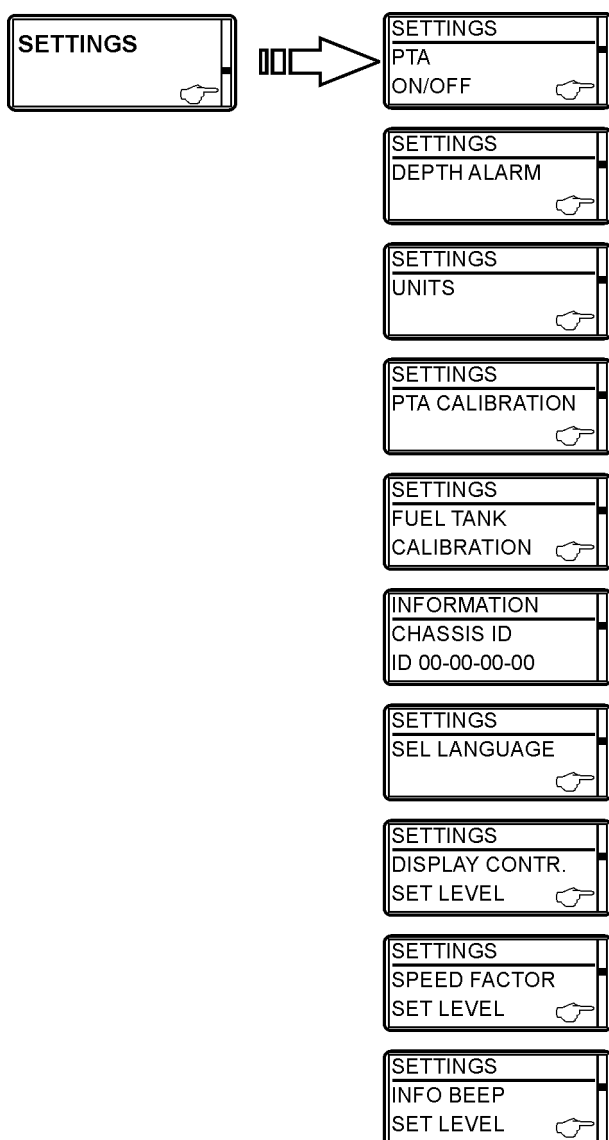 SETTINGS
SETTINGS
PTA
ON/OFF
SETTINGS
DEPTH ALARM
SETTINGS
UNITS
SETTINGS
PTA CALIBRATION
SETTINGS
FUEL TANK
CALIBRATION
INFORMATION
CHASSIS ID
ID 00-00-00-00
SETTINGS
SEL LANGUAGE
SETTINGS
DISPLAY CONTR.
SET LEVEL
SETTINGS
SPEED FACTOR
SET LEVEL
SETTINGS
INFO BEEP
SET LEVEL